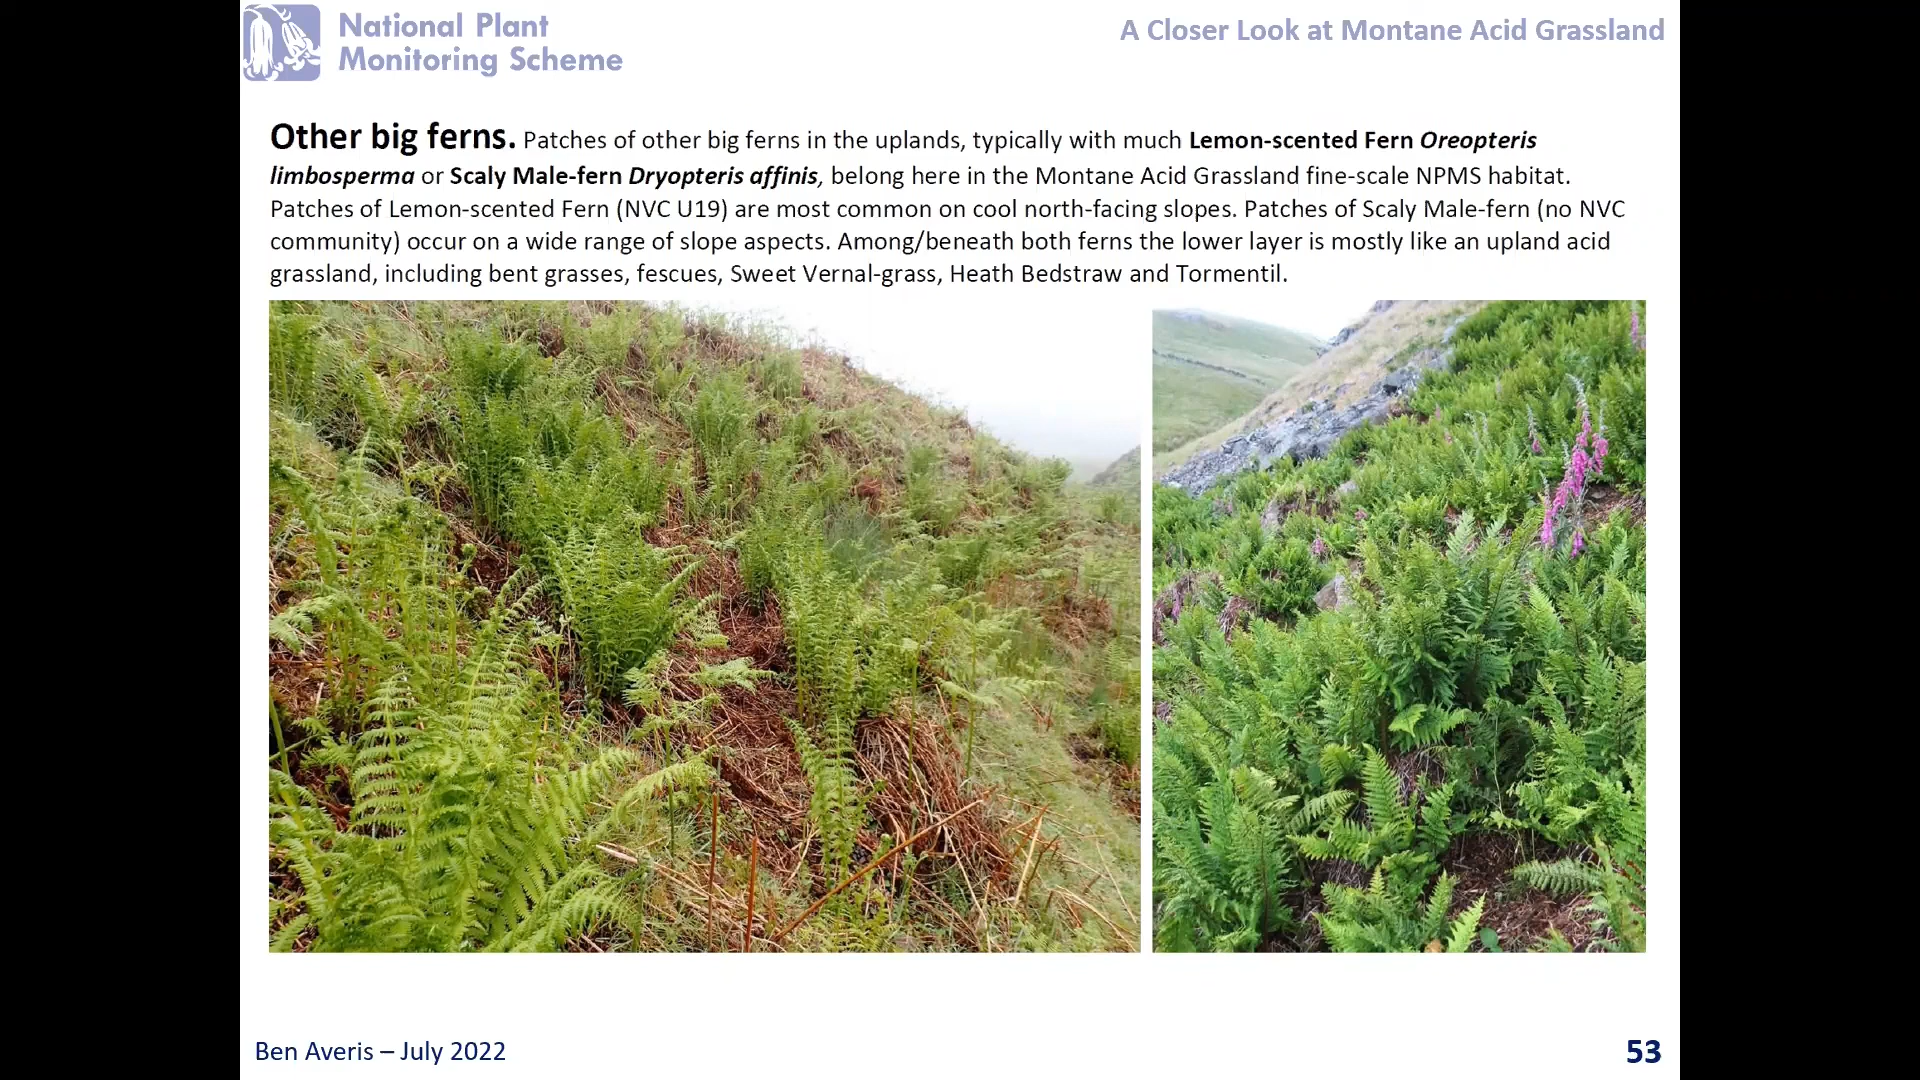 National Plant
Monitoring Scheme
A Closer Look at Montane Acid Grassland
Other big ferns. Patches of other big ferns in the uplands, typically with much Lemon-scented Fern Oreopteris
limbosperma or Scaly Male-fern Dryopteris affinis, belong here in the Montane Acid Grassland fine-scale NPMS habitat.
Patches of Lemon-scented Fern (NVC U19) are most common on cool north-facing slopes. Patches of Scaly Male-fern (no NVC
community) occur on a wide range of slope aspects. Among/beneath both ferns the lower layer is mostly like an upland acid
grassland, including bent grasses, fescues, Sweet Vernal-grass, Heath Bedstraw and Tormentil.
Ben Averis – July 2022
53